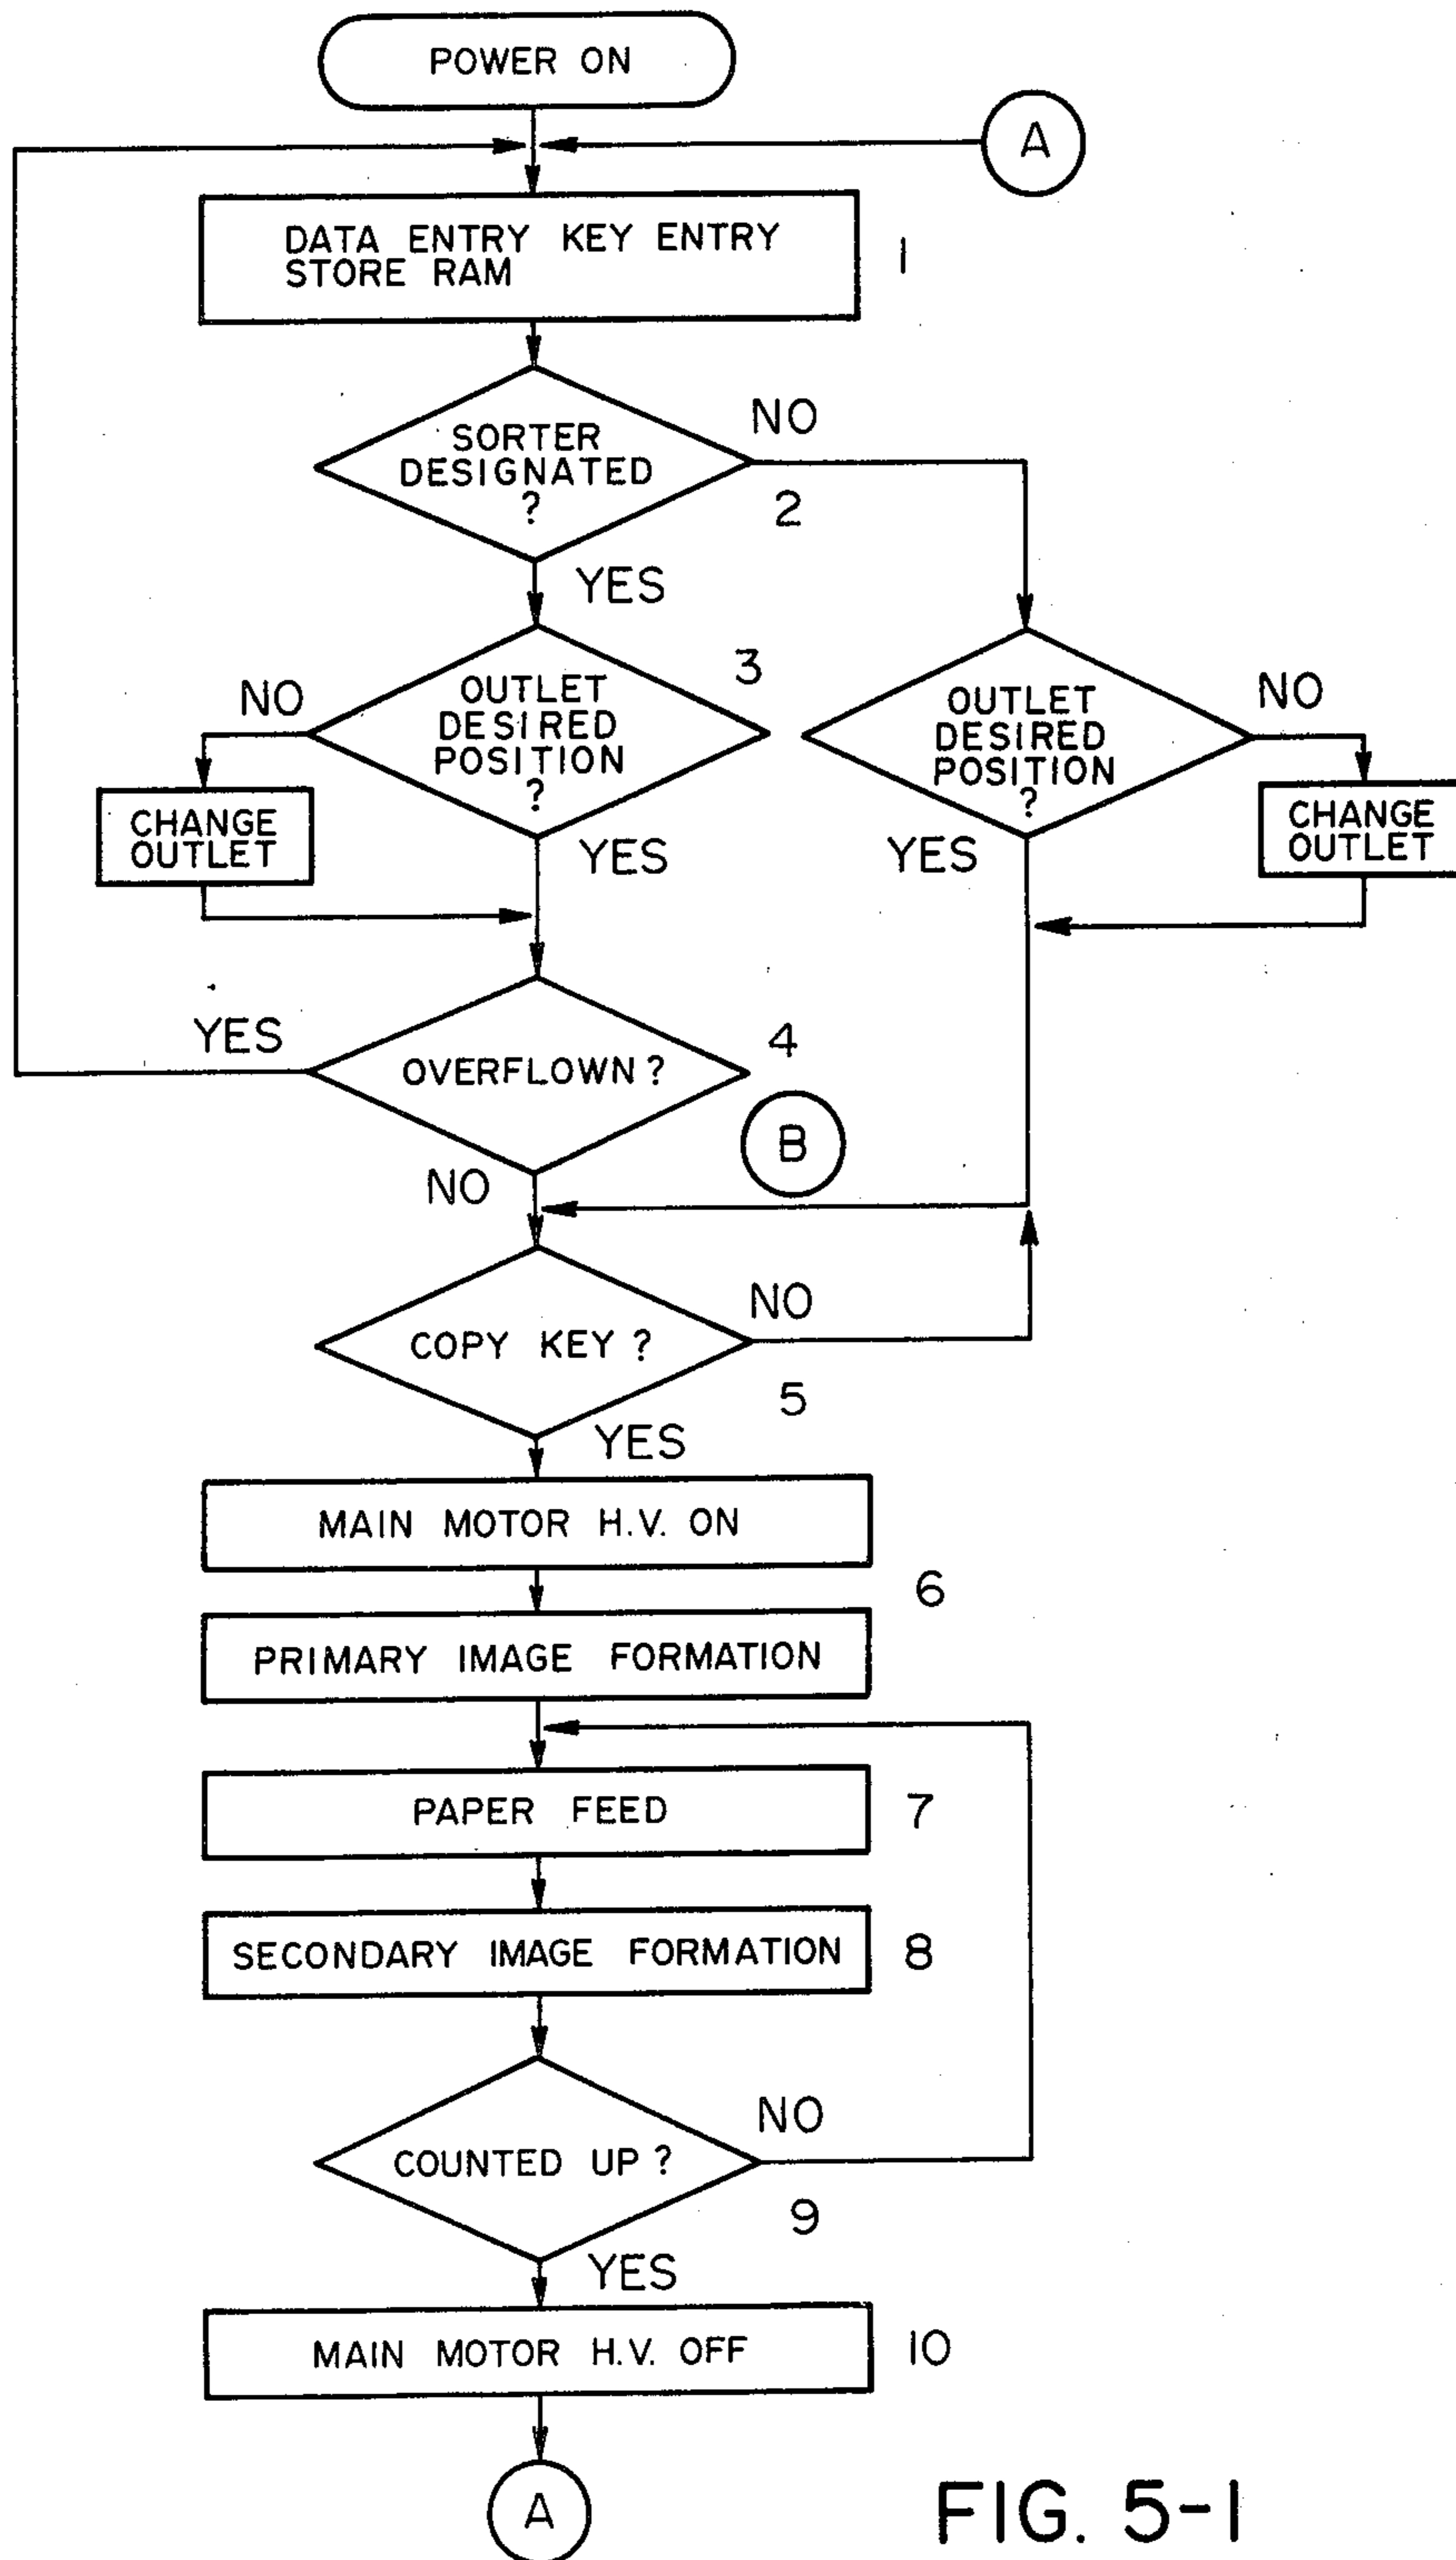 POWER ON
A
DATA ENTRY KEY ENTRY
STORE RAM
1
SORTER
DESIGNATED
?
NO
2
YES
OUTLET
DESIRED
POSITION
?
3
NO
CHANGE
OUTLET
YES
OUTLET
DESIRED
POSITION
?
NO
CHANGE
OUTLET
YES
OVERFLOWN ?
4
YES
B
NO
COPY KEY ?
NO
5
YES
MAIN MOTOR H.V. ON
6
PRIMARY IMAGE FORMATION
PAPER FEED
7
SECONDARY IMAGE FORMATION
8
COUNTED UP ?
NO
9
YES
MAIN MOTOR H.V. OFF
10
A
FIG. 5-1